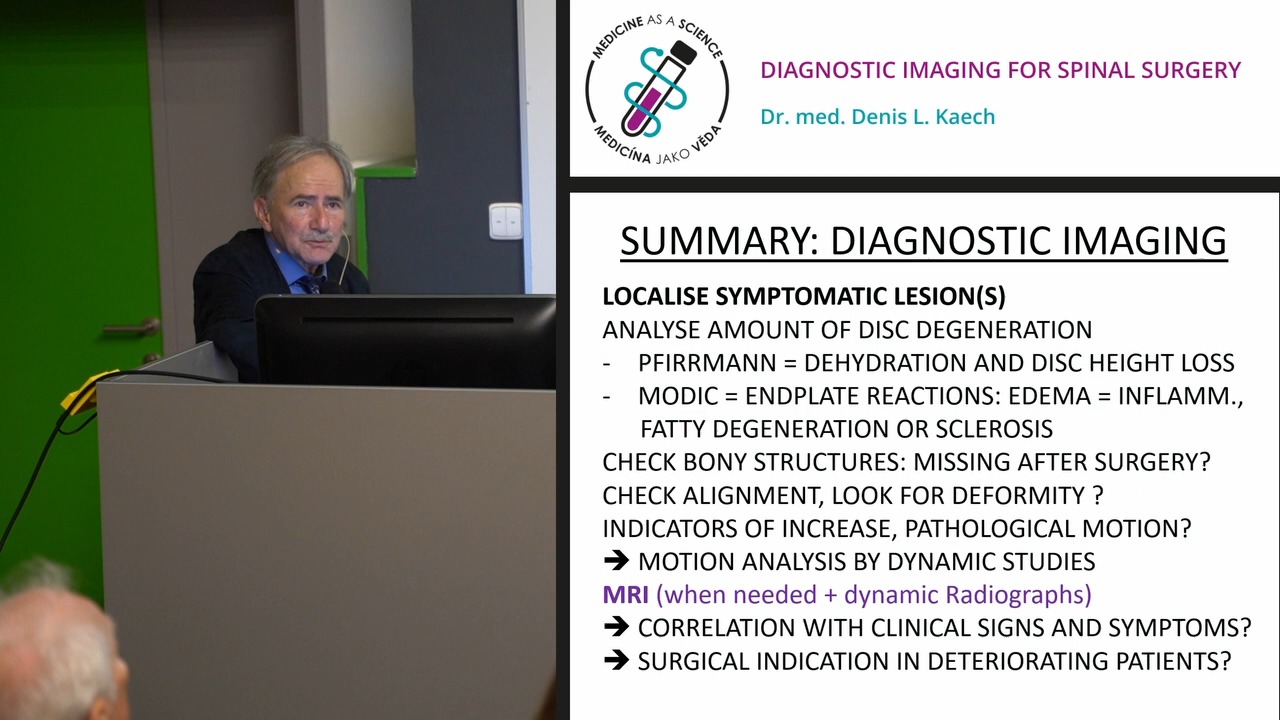 MEDICINE AS A SCIENCE
MEDICÍNA JAKO VĚDA
DIAGNOSTIC IMAGING FOR SPINAL SURGERY
Dr. med. Denis L. Kaech
SUMMARY: DIAGNOSTIC IMAGING
LOCALISE SYMPTOMATIC LESION(S)
ANALYSE AMOUNT OF DISC DEGENERATION
- PFIRRMANN = DEHYDRATION AND DISC HEIGHT LOSS
- MODIC = ENDPLATE REACTIONS: EDEMA = INFLAMM.,
FATTY DEGENERATION OR SCLEROSIS
CHECK BONY STRUCTURES: MISSING AFTER SURGERY?
CHECK ALIGNMENT, LOOK FOR DEFORMITY ?
INDICATORS OF INCREASE, PATHOLOGICAL MOTION?
➔ MOTION ANALYSIS BY DYNAMIC STUDIES
MRI (when needed + dynamic Radiographs)
➔ CORRELATION WITH CLINICAL SIGNS AND SYMPTOMS?
➔ SURGICAL INDICATION IN DETERIORATING PATIENTS?